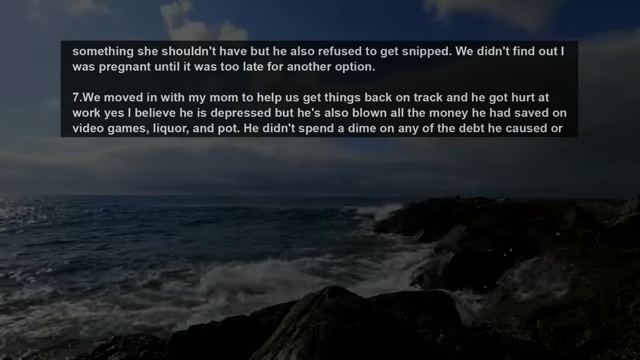 something she shouldn't have but he also refused to get snipped. We didn't find out I
was pregnant until it was too late for another option.
7.We moved in with my mom to help us get things back on track and he got hurt at
work yes I believe he is depressed but he's also blown all the money he had saved on
video games, liquor, and pot. He didn't spend a dime on any of the debt he caused or